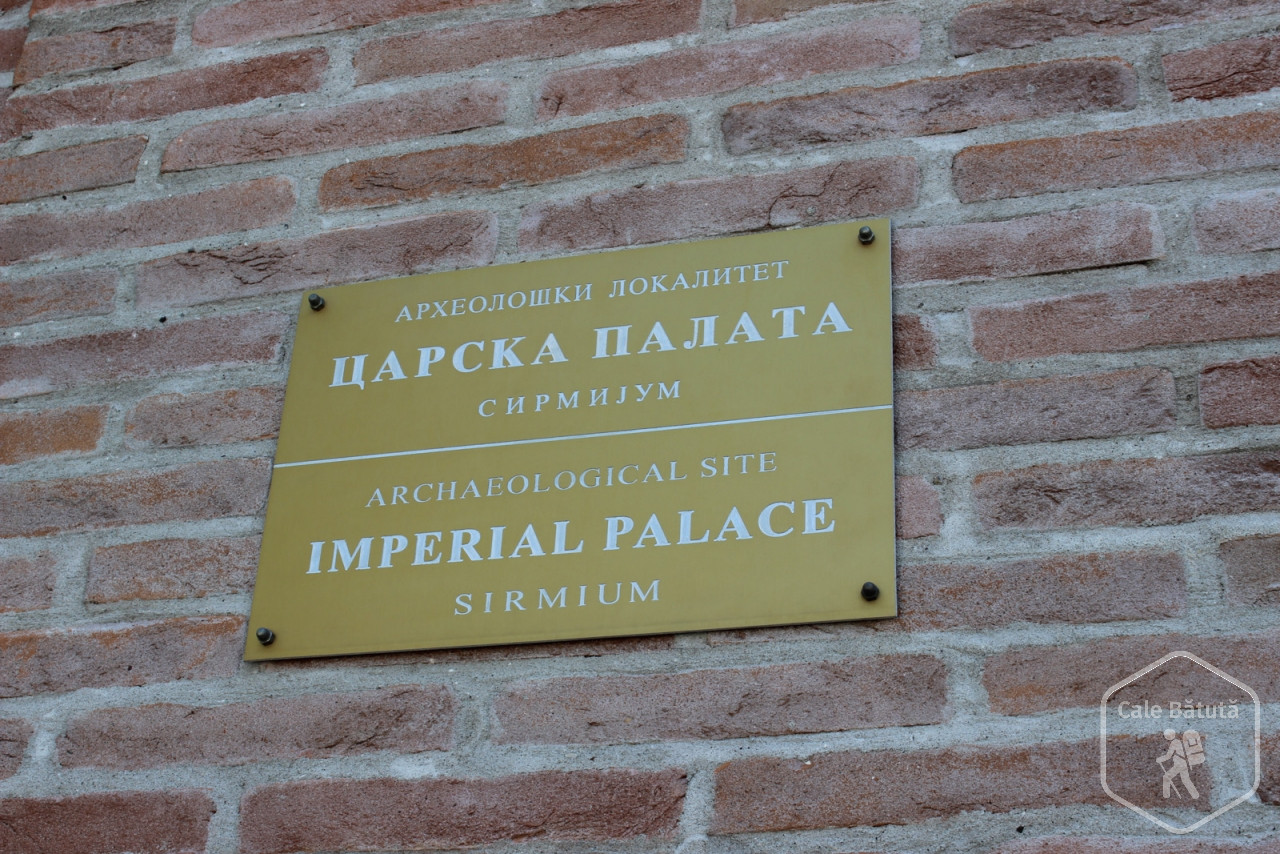 АРХЕОЛОШКИ ЛОКАЛИТЕТ
ЦАРСКА ПАЛАТА
СИРМИЈУМ
ARCHAEOLOGICAL SITE
IMPERIAL PALACE
SIRMIUM
Cale Bătută